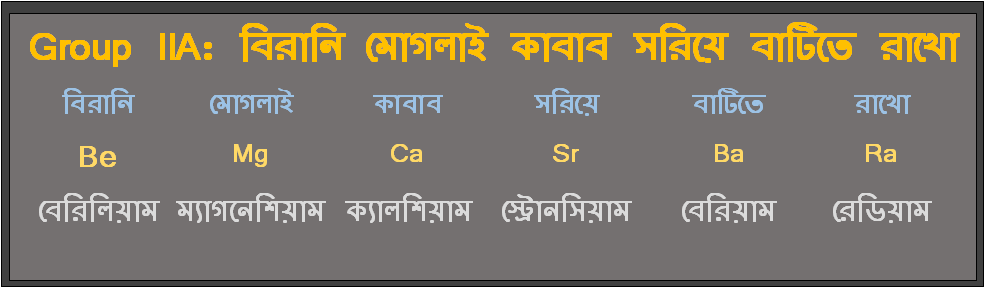 Group IIA: বিরানি মোগলাই কাবাব সরিয়ে বাটিতে রাখো
বিরানি মোগলাই কাবাব সরিয়ে বাটিতে রাখো
Be Mg Ca Sr Ba Ra
বেরিলিয়াম ম্যাগনেশিয়াম ক্যালশিয়াম স্ট্রোনসিয়াম বেরিয়াম রেডিয়াম